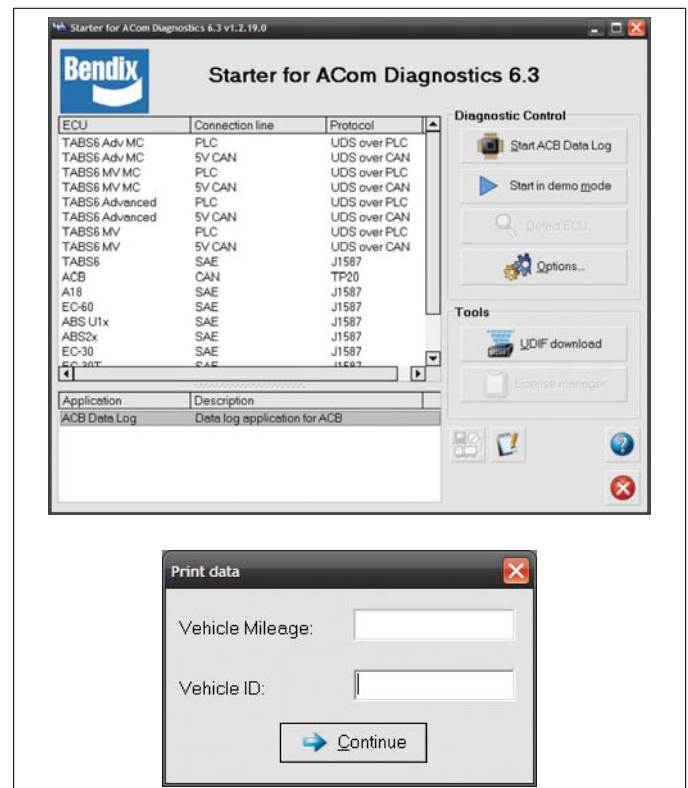 Starter for ACom Diagnostics 6.3 v1.2.19.0
Bendix
Starter for ACom Diagnostics 6.3
ECU Connection line Protocol
TABS6 Adv MC PLC UDS over PLC
TABS6 Adv MC 5V CAN UDS over CAN
TABS6 MV MC PLC UDS over PLC
TABS6 MV MC 5V CAN UDS over CAN
TABS6 Advanced PLC UDS over PLC
TABS6 Advanced 5V CAN UDS over CAN
TABS6 MV PLC UDS over PLC
TABS6 MV 5V CAN UDS over CAN
TABS6 SAE J1587
ACB CAN TP20
A18 SAE J1587
EC-60 SAE J1587
ABS U1x SAE J1587
ABS2x SAE J1587
EC-30 SAE J1587
EC-30T SAE J1587
Application Description
ACB Data Log Data log application for ACB
Diagnostic Control
Start ACB Data Log
Start in demo mode
Detect ECU...
Options...
Tools
UDIF download
License manager
Print data
Vehicle Mileage:
Vehicle ID:
Continue